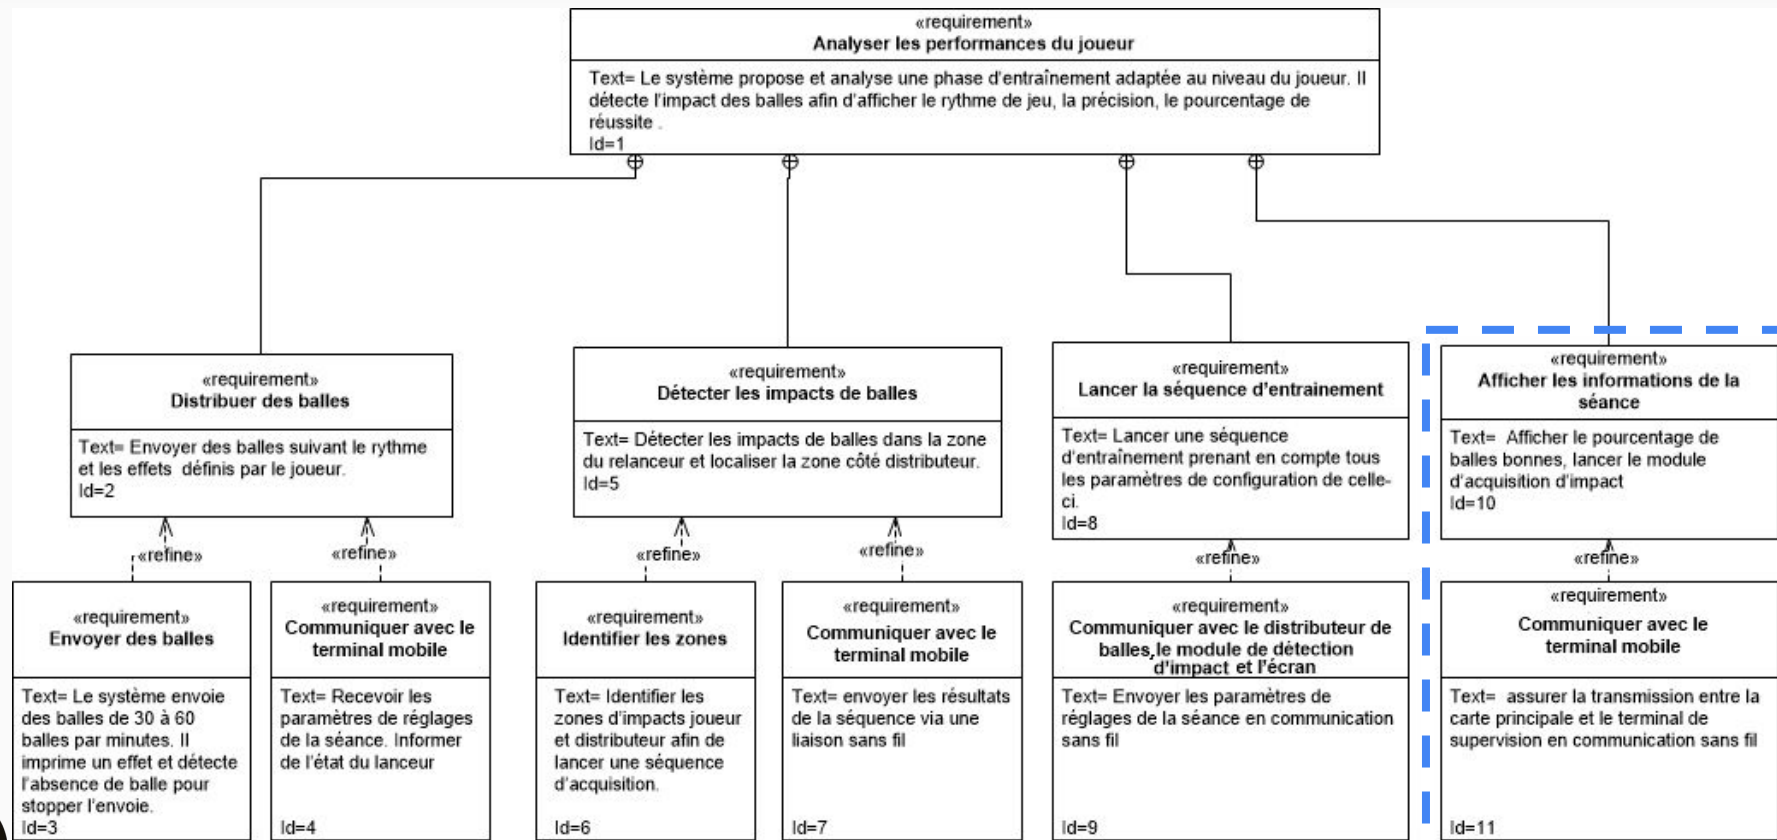 «requirement»
Analyser les performances du joueur
Text= Le système propose et analyse une phase d'entraînement adaptée au niveau du joueur. Il
détecte l'impact des balles afin d'afficher le rythme de jeu, la précision, le pourcentage de
réussite .
Id=1
«requirement»
Distribuer des balles
Text= Envoyer des balles suivant le rythme
et les effets définis par le joueur.
Id=2
«requirement»
Détecter les impacts de balles
Text= Détecter les impacts de balles dans la zone
du relanceur et localiser la zone côté distributeur.
Id=5
«requirement»
Lancer la séquence d'entrainement
Text= Lancer une séquence
d'entraînement prenant en compte tous
les paramètres de configuration de celle-
ci.
Id=8
«requirement»
Afficher les informations de la
séance
Text= Afficher le pourcentage de
balles bonnes, lancer le module
d'acquisition d'impact
Id=10
«refine»
«refine»
«refine»
«refine»
«refine»
«refine»
«requirement»
Envoyer des balles
Text= Le système envoie
des balles de 30 à 60
balles par minutes. Il
imprime un effet et détecte
l'absence de balle pour
stopper l'envoie.
Id=3
«requirement»
Communiquer avec le
terminal mobile
Text= Recevoir les
paramètres de réglages
de la séance. Informer
de l'état du lanceur
Id=4
«requirement»
Identifier les zones
Text= Identifier les
zones d'impacts joueur
et distributeur afin de
lancer une séquence
d'acquisition.
Id=6
«requirement»
Communiquer avec le
terminal mobile
Text= envoyer les résultats
de la séquence via une
liaison sans fil
Id=7
«requirement»
Communiquer avec le distributeur de
balles,le module de détection
d'impact et l'écran
Text= Envoyer les paramètres de
réglages de la séance en communication
sans fil
Id=9
«requirement»
Communiquer avec le
terminal mobile
Text= assurer la transmission entre la
carte principale et le terminal de
supervision en communication sans fil
Id=11